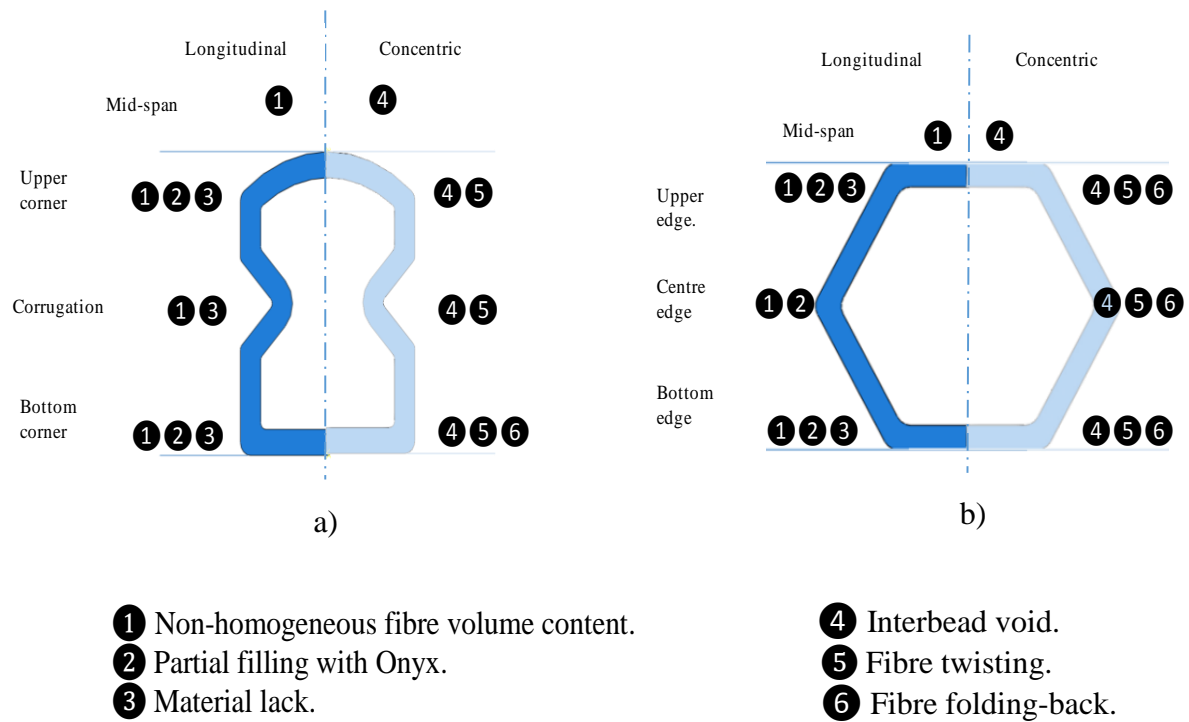 Longitudinal Concentric
Mid-span
1 4
Upper
corner
1 2 3 4 5
Corrugation
1 3 4 5
Bottom
corner
1 2 3 4 5 6
a)
Longitudinal Concentric
Mid-span
1 4
Upper
edge.
1 2 3 4 5 6
Centre
edge
1 2 4 5 6
Bottom
edge
1 2 3 4 5 6
b)
1 Non-homogeneous fibre volume content.
2 Partial filling with Onyx.
3 Material lack.
4 Interbead void.
5 Fibre twisting.
6 Fibre folding-back.